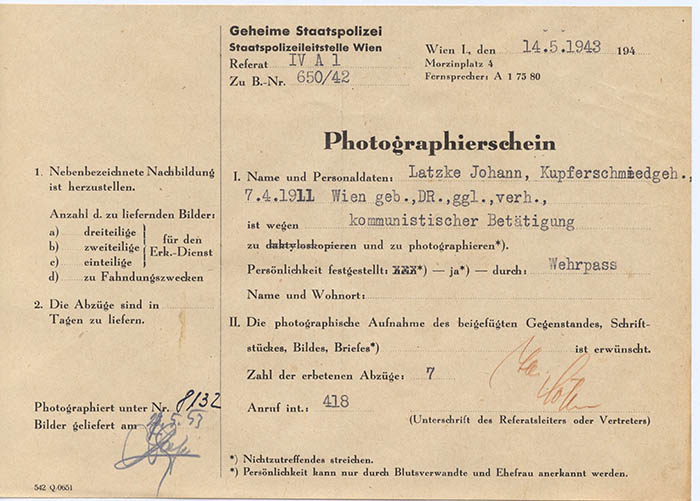 Geheime Staatspolizei
Staatspolizeileitstelle Wien
Referat IV A 1
Zu B.-Nr. 650/42
Wien I., den 14.5.1943 194
Morzinplatz 4
Fernsprecher: A 1 75 80
Photographierschein
1. Nebenbezeichnete Nachbildung
ist herzustellen.
Anzahl d. zu liefernden Bilder:
a) dreiteilige
b) zweiteilige
c) einteilige
für den
Erk.-Dienst
d) zu Fahndungszwecken
2. Die Abzüge sind in
Tagen zu liefern.
Photographiert unter Nr. 8132
Bilder geliefert am
542 Q-0651
I. Name und Personaldaten: Latzke Johann, Kupferschmiedgeh.,
7.4.1911 Wien geb.,DR.,ggl.,verh.,
ist wegen kommunistischer Betätigung
zu daktyloskopieren und zu photographieren*).
Persönlichkeit festgestellt: xxx*) — ja*) — durch: Wehrpass
Name und Wohnort:
II. Die photographische Aufnahme des beigefügten Gegenstandes, Schrift-
stückes, Bildes, Briefes*) ist erwünscht.
Zahl der erbetenen Abzüge: 7
Anruf int.: 418
(Unterschrift des Referatsleiters oder Vertreters)
*) Nichtzutreffendes streichen.
*) Persönlichkeit kann nur durch Blutsverwandte und Ehefrau anerkannt werden.